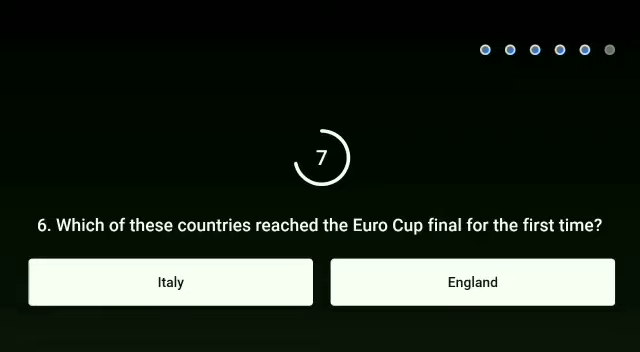 7
6. Which of these countries reached the Euro Cup final for the first time?
Italy
England